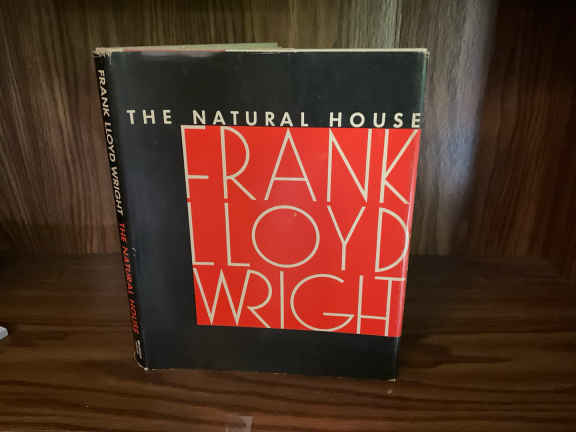 THE NATURAL HOUSE
FRANK
LLOYD
WRIGHT
FRANK LLOYD WRIGHT THE NATURAL HOUSE